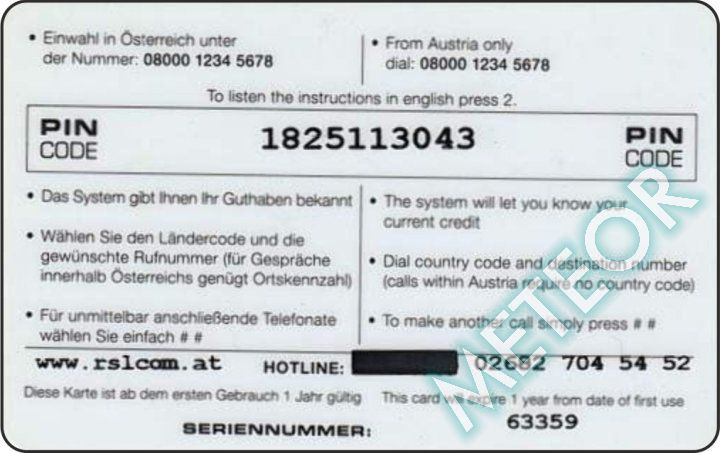 • Einwahl in Österreich unter
der Nummer: 08000 1234 5678
• From Austria only
dial: 08000 1234 5678
To listen the instructions in english press 2.
PIN CODE 1825113043 PIN CODE
• Das System gibt Ihnen Ihr Guthaben bekannt
• Wählen Sie den Ländercode und die
gewünschte Rufnummer (für Gespräche
innerhalb Österreichs genügt Ortskennzahl)
• Für unmittelbar anschließende Telefonate
wählen Sie einfach # #
• The system will let you know your
current credit
• Dial country code and destination number
(calls within Austria require no country code)
• To make another call simply press # #
www.rslcom.at HOTLINE: 02682 704 54 52
Diese Karte ist ab dem ersten Gebrauch 1 Jahr gültig This card will expire 1 year from date of first use
SERIENNUMMER: 63359
METEOR